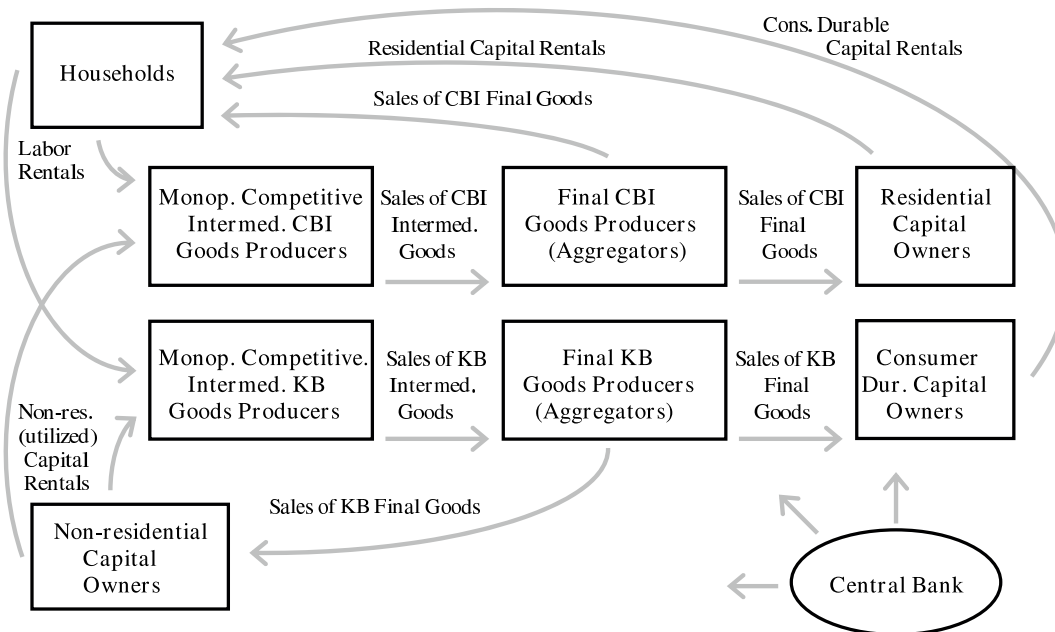 Cons. Durable
Capital Rentals
Residential Capital Rentals
Households
Sales of CBI Final Goods
Labor
Rentals
Monop. Competitive
Intermed. CBI
Goods Producers
Sales of CBI
Intermed.
Goods
Final CBI
Goods Producers
(Aggregators)
Sales of CBI
Final
Goods
Residential
Capital
Owners
Monop. Competitive.
Intermed. KB
Goods Producers
Sales of KB
Intermed.
Goods
Final KB
Goods Producers
(Aggregators)
Sales of KB
Final
Goods
Consumer
Dur. Capital
Owners
Non-res.
(utilized)
Capital
Rentals
Sales of KB Final Goods
Non-residential
Capital
Owners
Central Bank